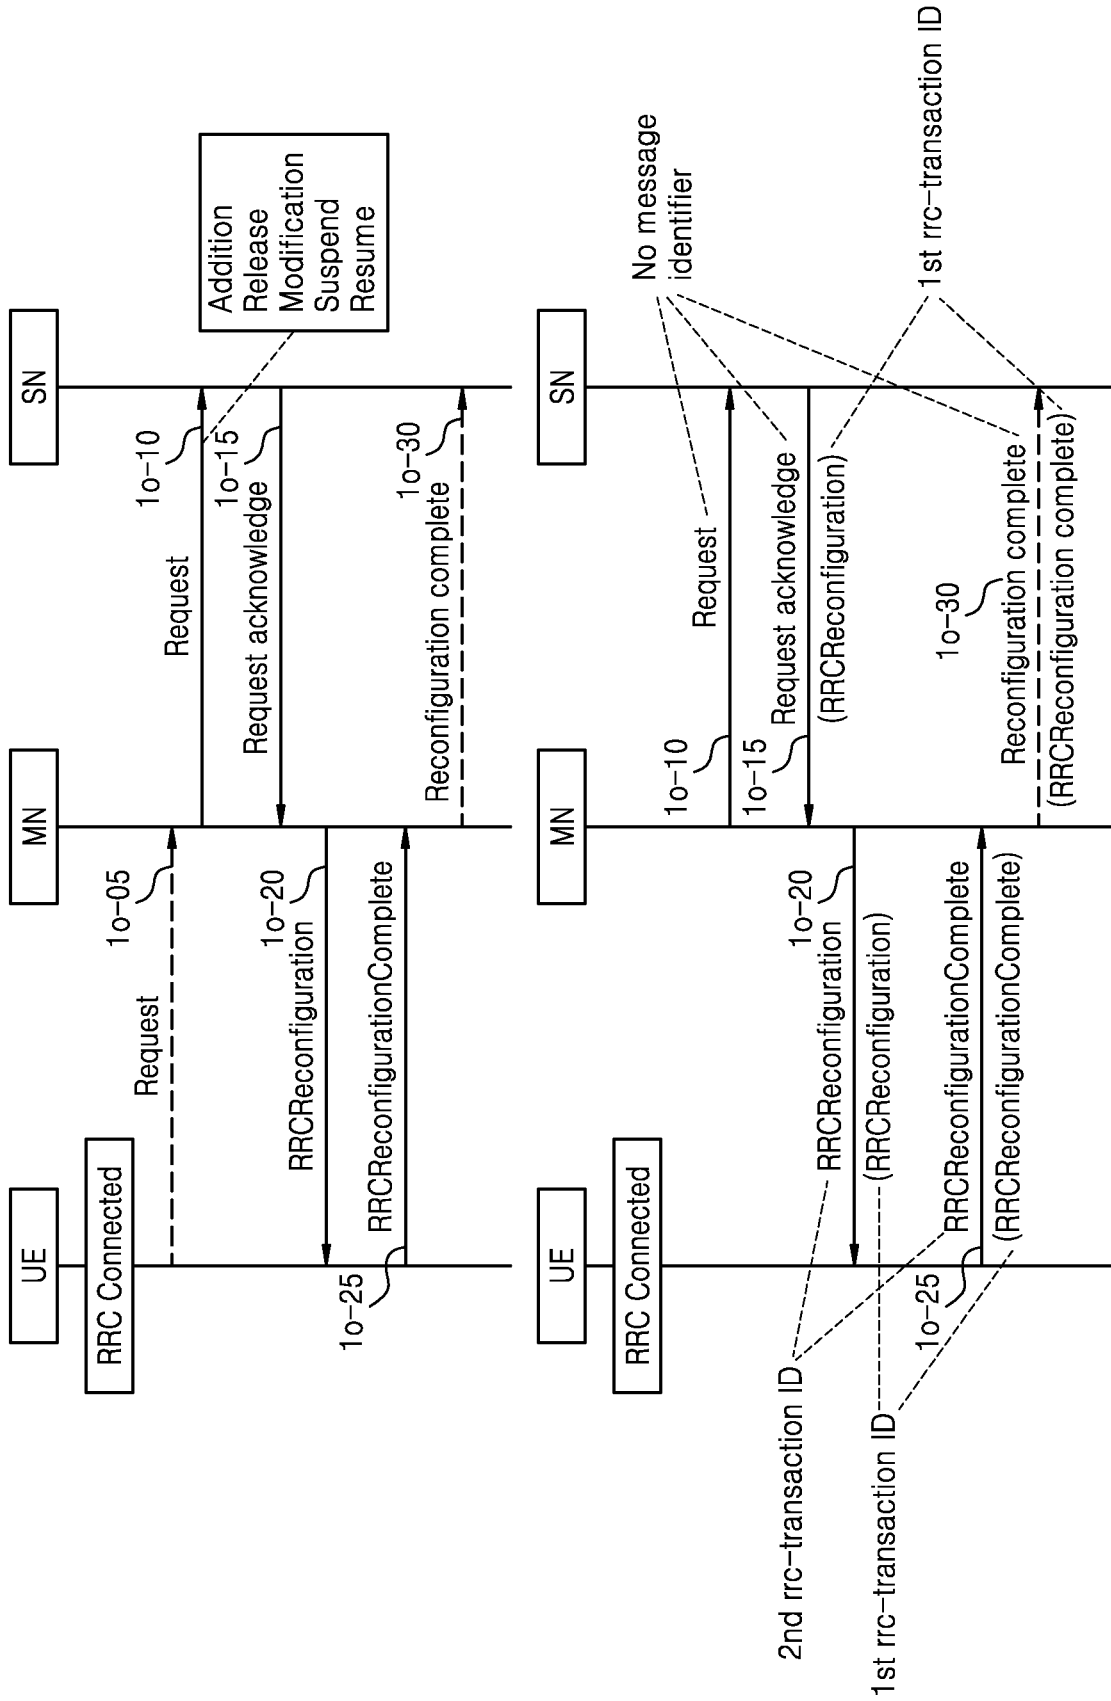 UE
MN
SN
RRC Connected
Request
1o-05
Request
1o-10
Addition
Release
Modification
Suspend
Resume
Request acknowledge
1o-15
RRCReconfiguration
1o-20
1o-25
RRCReconfigurationComplete
Reconfiguration complete
1o-30
UE
MN
SN
RRC Connected
1o-10
Request
No message
identifier
1o-15
Request acknowledge
(RRCReconfiguration)
2nd rrc-transaction ID
RRCReconfiguration
1o-20
(RRCReconfiguration)
1st rrc-transaction ID
1st rrc-transaction ID
1o-25
RRCReconfigurationComplete
(RRCReconfigurationComplete)
1o-30
Reconfiguration complete
(RRCReconfiguration complete)